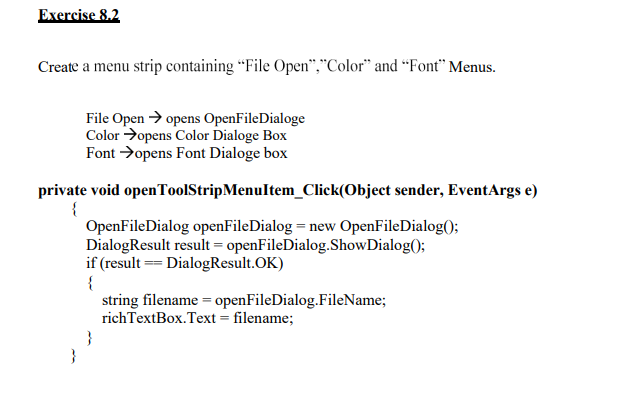 Exercise 8.2
Create a menu strip containing “File Open”,”Color” and “Font” Menus.
File Open → opens OpenFileDialoge
Color →opens Color Dialoge Box
Font →opens Font Dialoge box
private void openToolStripMenuItem_Click(Object sender, EventArgs e)
{
OpenFileDialog openFileDialog = new OpenFileDialog();
DialogResult result = openFileDialog.ShowDialog();
if (result == DialogResult.OK)
{
string filename = openFileDialog.FileName;
richTextBox.Text = filename;
}
}